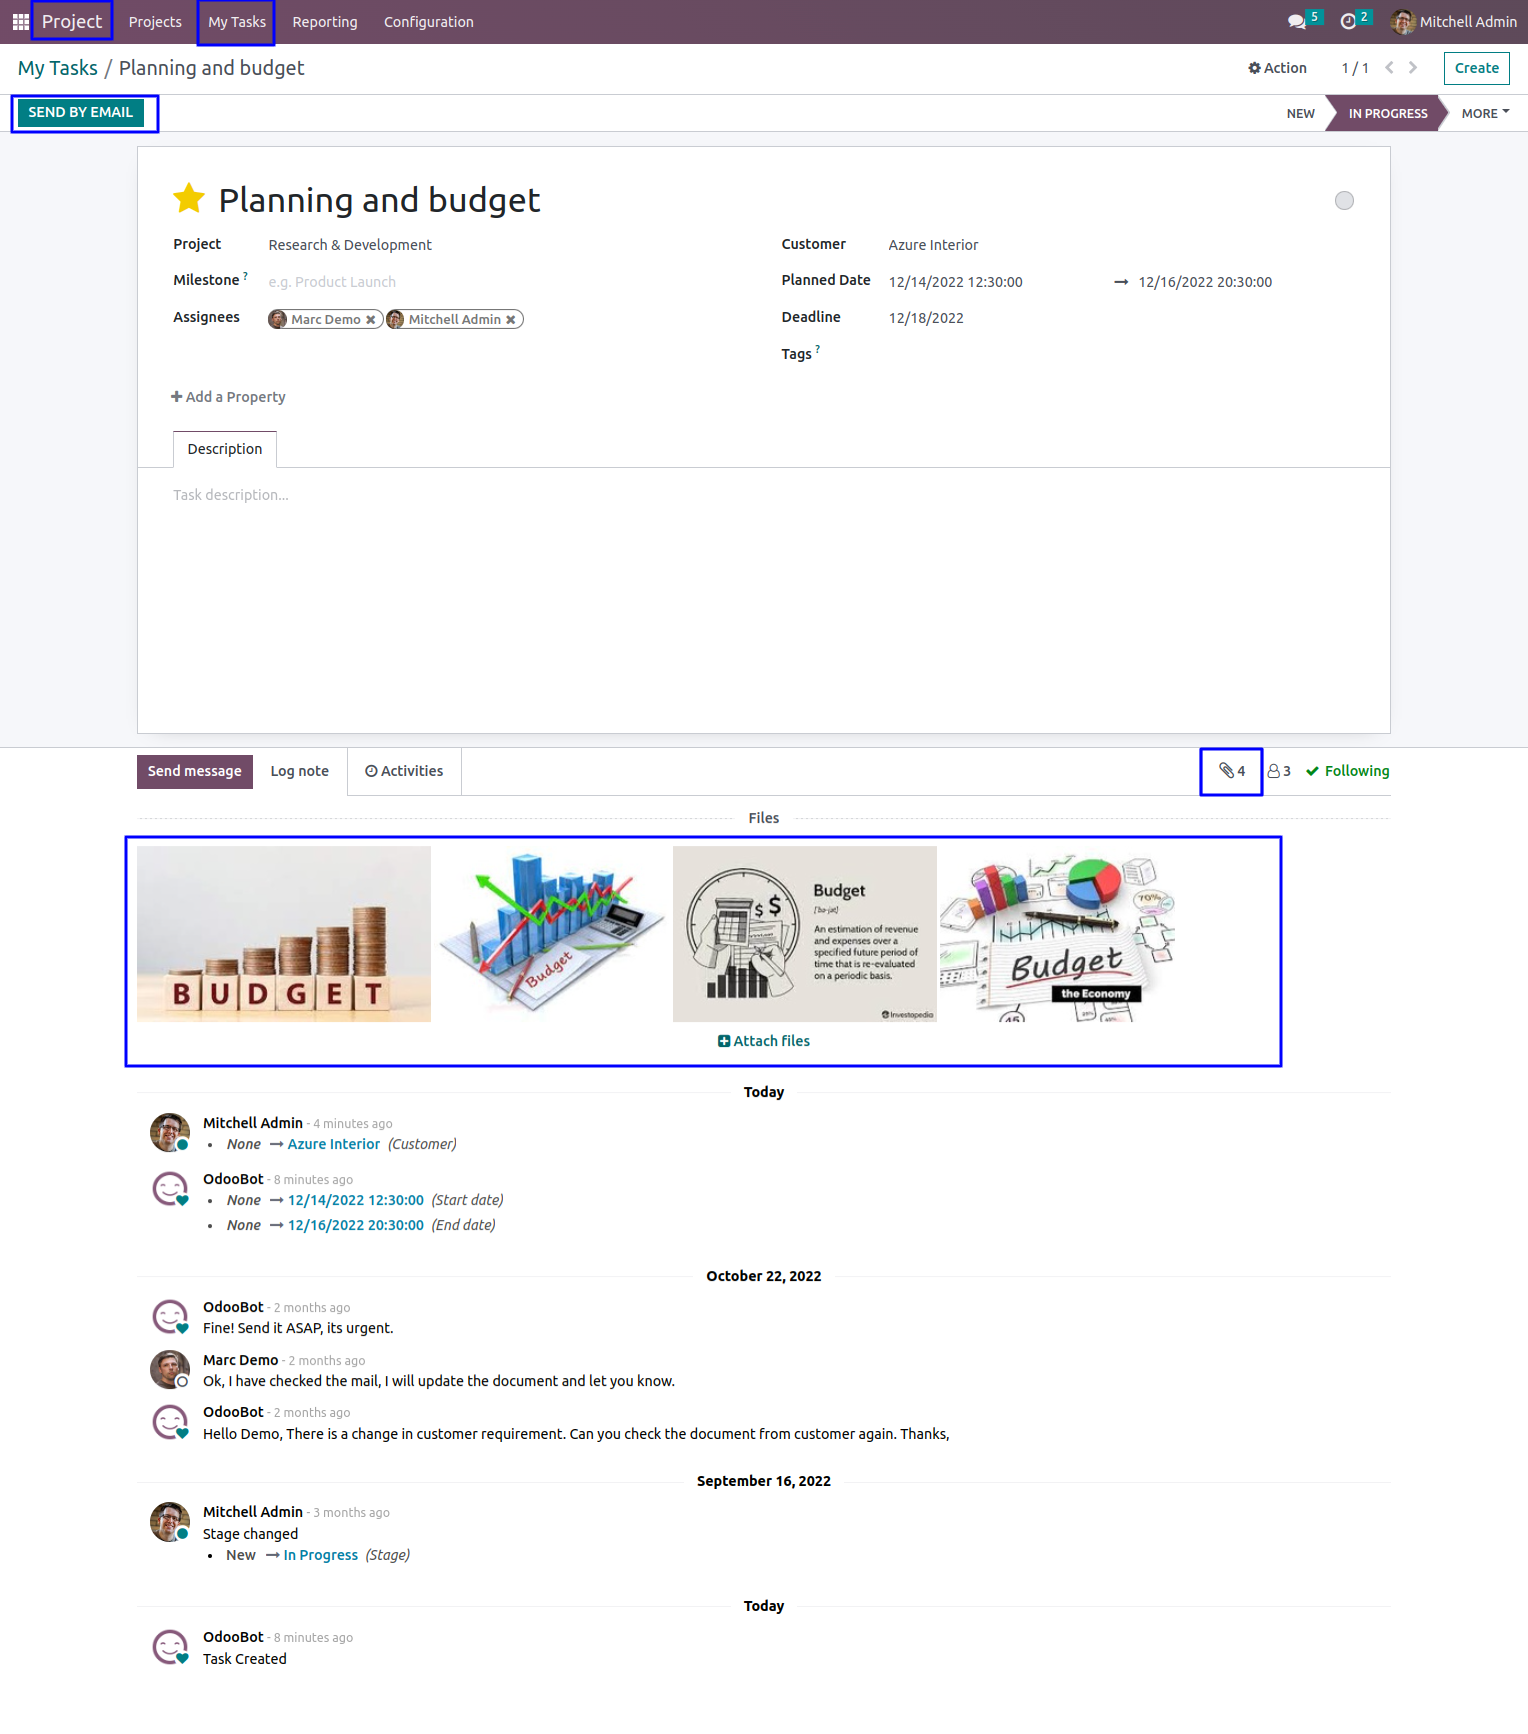 Project Projects My Tasks Reporting Configuration 5 2 Mitchell Admin
My Tasks / Planning and budget Action 1 / 1 Create
SEND BY EMAIL NEW IN PROGRESS MORE
Planning and budget
Project Research & Development Customer Azure Interior
Milestone ? e.g. Product Launch Planned Date 12/14/2022 12:30:00 → 12/16/2022 20:30:00
Assignees Marc Demo ✖ Mitchell Admin ✖ Deadline 12/18/2022
Tags ?
+ Add a Property
Description
Task description...
Send message Log note Activities 4 3 Following
Files
BUDGET
Budget
Budget
[ˈbə-jət]
An estimation of revenue
and expenses over a
specified future period of
time that is re-evaluated
on a periodic basis.
Investopedia
70%
Budget
the Economy
45
Attach files
Today
Mitchell Admin - 4 minutes ago
• None → Azure Interior (Customer)
OdooBot - 8 minutes ago
• None → 12/14/2022 12:30:00 (Start date)
• None → 12/16/2022 20:30:00 (End date)
October 22, 2022
OdooBot - 2 months ago
Fine! Send it ASAP, its urgent.
Marc Demo - 2 months ago
Ok, I have checked the mail, I will update the document and let you know.
OdooBot - 2 months ago
Hello Demo, There is a change in customer requirement. Can you check the document from customer again. Thanks,
September 16, 2022
Mitchell Admin - 3 months ago
Stage changed
• New → In Progress (Stage)
Today
OdooBot - 8 minutes ago
Task Created